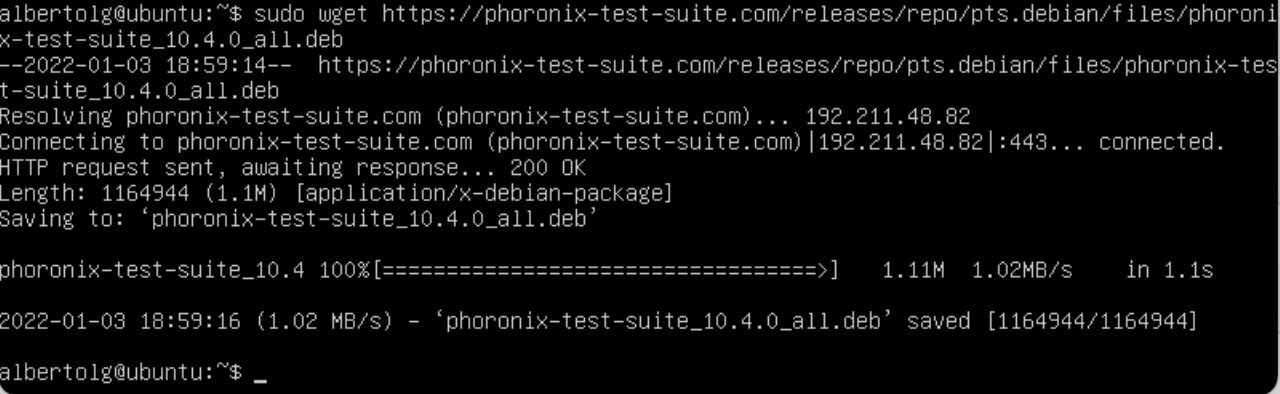 albertolg@ubuntu:~$ sudo wget https://phoronix-test-suite.com/releases/repo/pts.debian/files/phoroni
x-test-suite_10.4.0_all.deb
--2022-01-03 18:59:14--  https://phoronix-test-suite.com/releases/repo/pts.debian/files/phoronix-tes
t-suite_10.4.0_all.deb
Resolving phoronix-test-suite.com (phoronix-test-suite.com)... 192.211.48.82
Connecting to phoronix-test-suite.com (phoronix-test-suite.com)|192.211.48.82|:443... connected.
HTTP request sent, awaiting response... 200 OK
Length: 1164944 (1.1M) [application/x-debian-package]
Saving to: ‘phoronix-test-suite_10.4.0_all.deb’
phoronix-test-suite_10.4 100%[==================================>]   1.11M  1.02MB/s    in 1.1s
2022-01-03 18:59:16 (1.02 MB/s) - ‘phoronix-test-suite_10.4.0_all.deb’ saved [1164944/1164944]
albertolg@ubuntu:~$ _